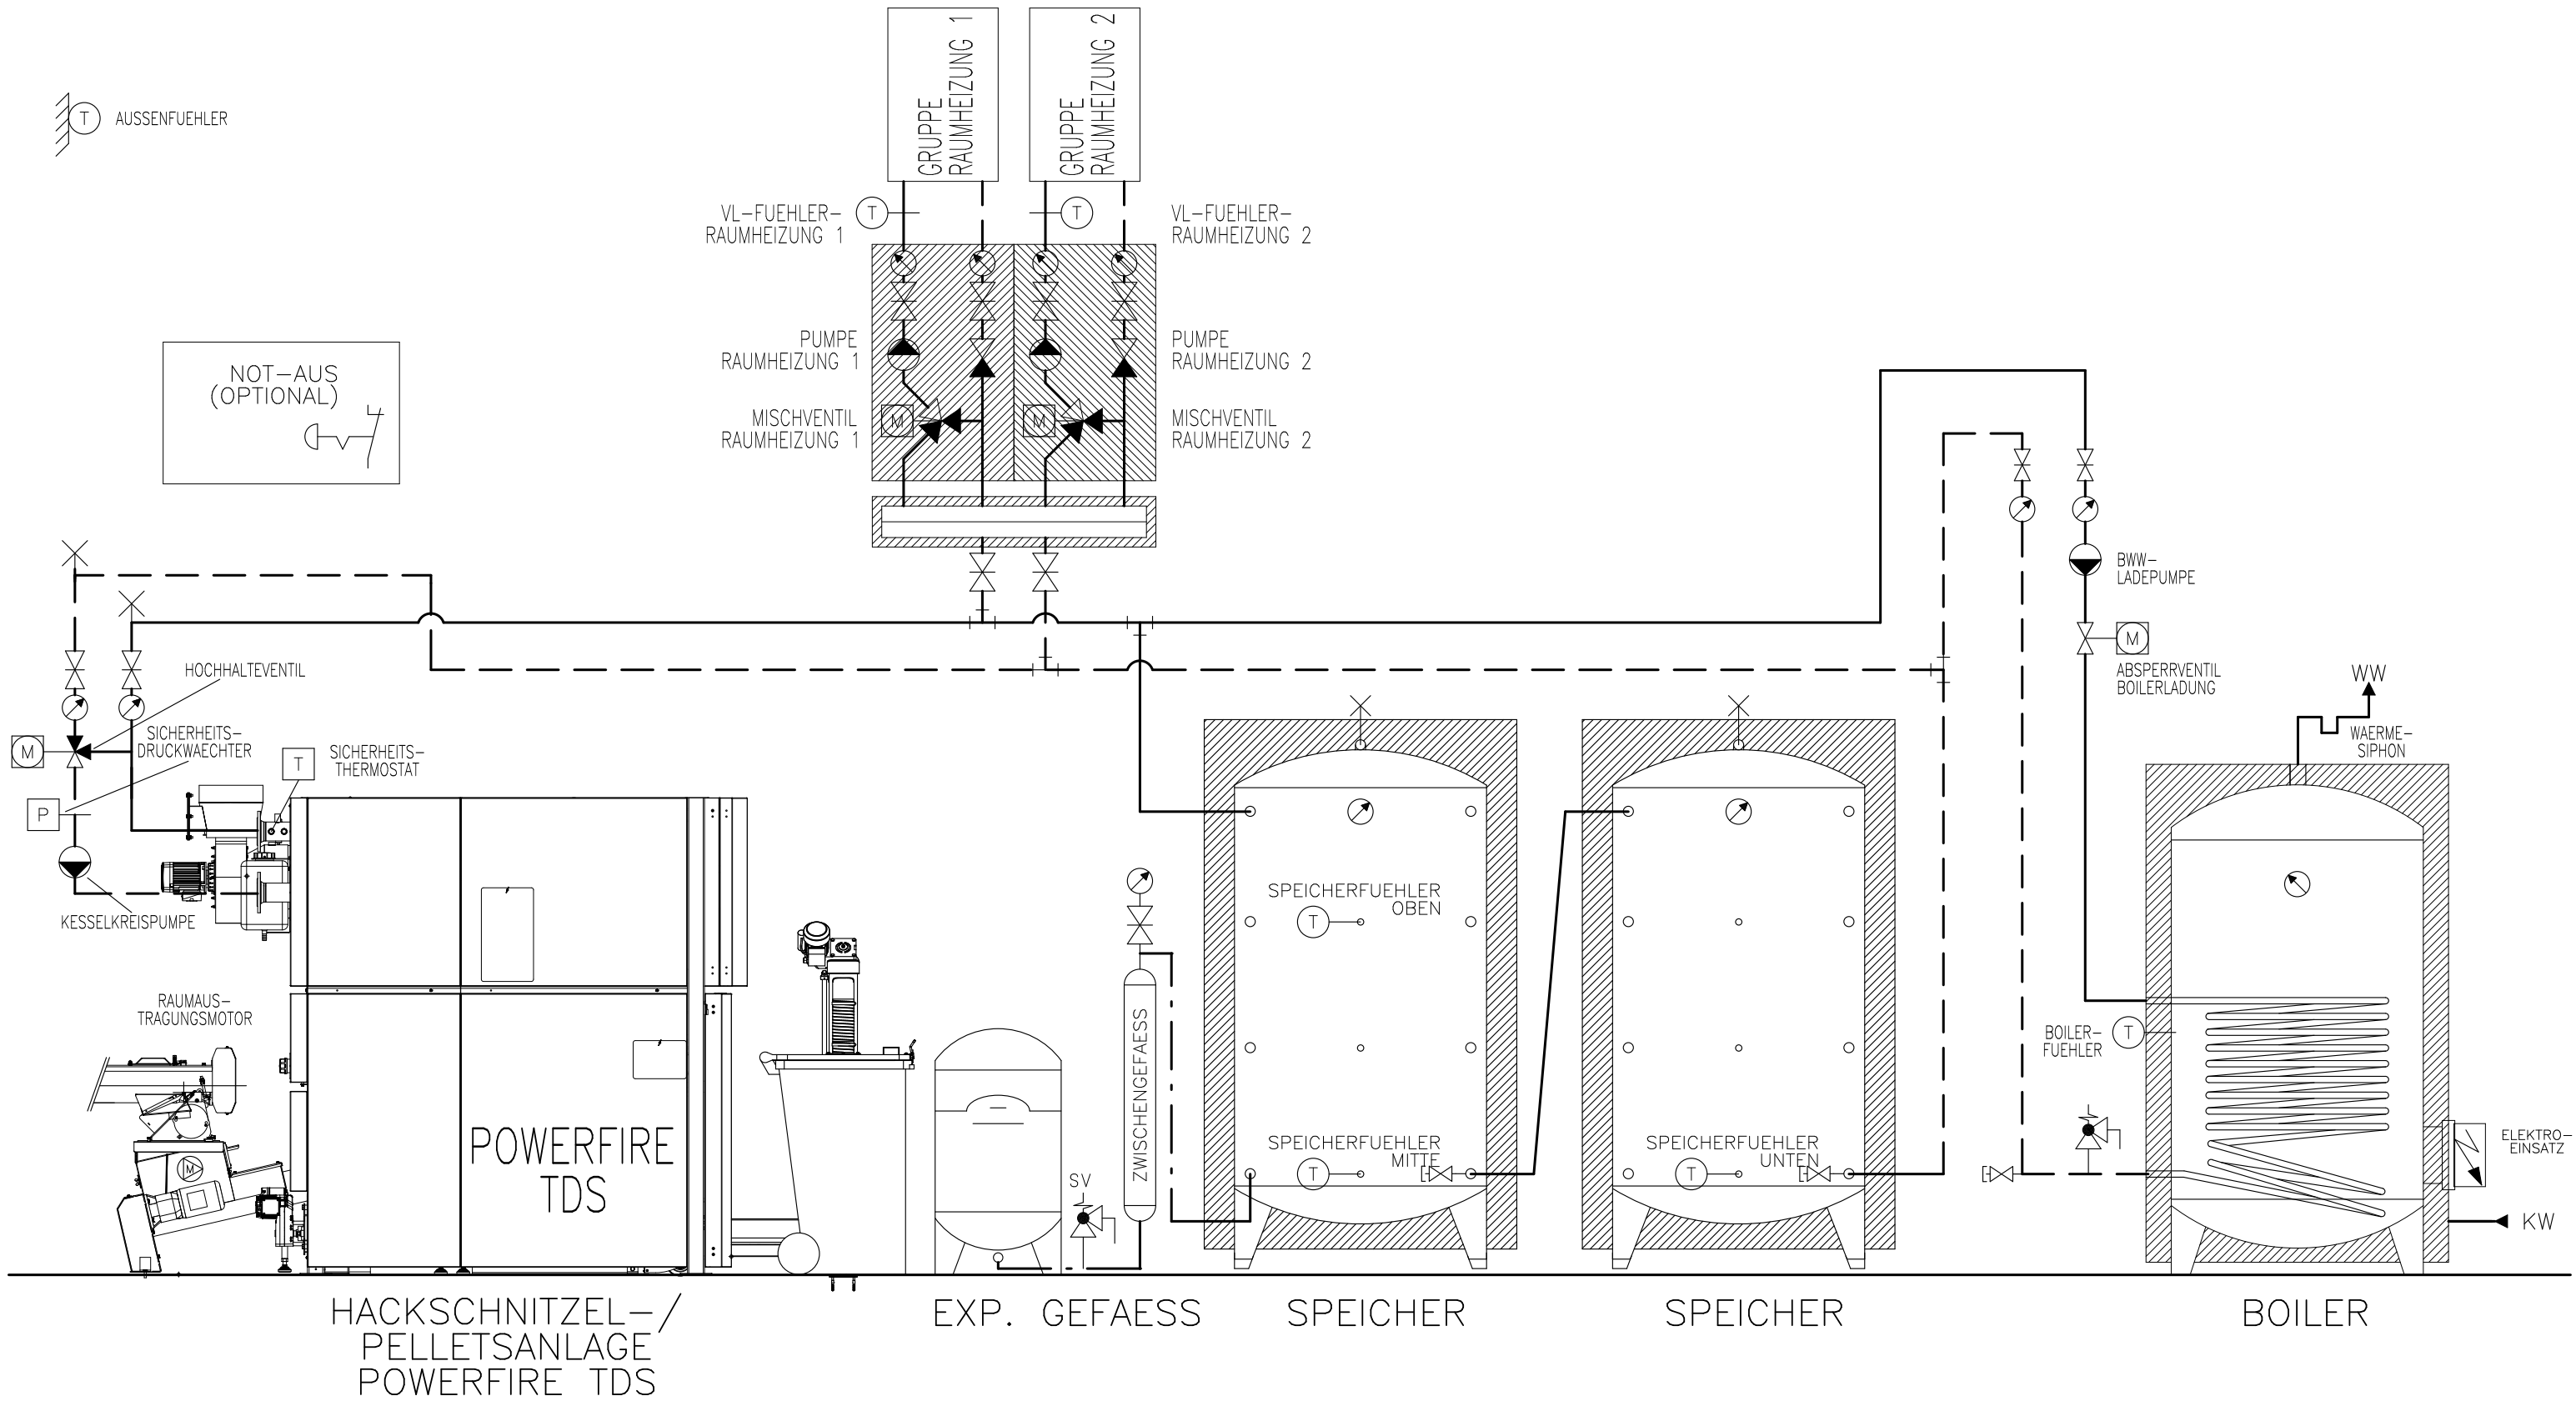 GRUPPE
RAUMHEIZUNG 1
GRUPPE
RAUMHEIZUNG 2
T
AUSSENFUEHLER
VL-FUEHLER-
RAUMHEIZUNG 1
T
T
VL-FUEHLER-
RAUMHEIZUNG 2
PUMPE
RAUMHEIZUNG 1
PUMPE
RAUMHEIZUNG 2
NOT-AUS
(OPTIONAL)
MISCHVENTIL
RAUMHEIZUNG 1
M
M
MISCHVENTIL
RAUMHEIZUNG 2
BWW-
LADEPUMPE
M
ABSPERRVENTIL
BOILERLADUNG
HOCHHALTEVENTIL
WW
WAERME-
SIPHON
SICHERHEITS-
DRUCKWAECHTER
M
T
SICHERHEITS-
THERMOSTAT
P
KESSELKREISPUMPE
SPEICHERFUEHLER
OBEN
T
RAUMAUS-
TRAGUNGSMOTOR
ZWISCHENGEFAESS
BOILER-
FUEHLER
T
M
POWERFIRE
TDS
SPEICHERFUEHLER
MITTE
T
SPEICHERFUEHLER
UNTEN
T
ELEKTRO-
EINSATZ
SV
KW
HACKSCHNITZEL-/
PELLETSANLAGE
POWERFIRE TDS
EXP. GEFAESS
SPEICHER
SPEICHER
BOILER